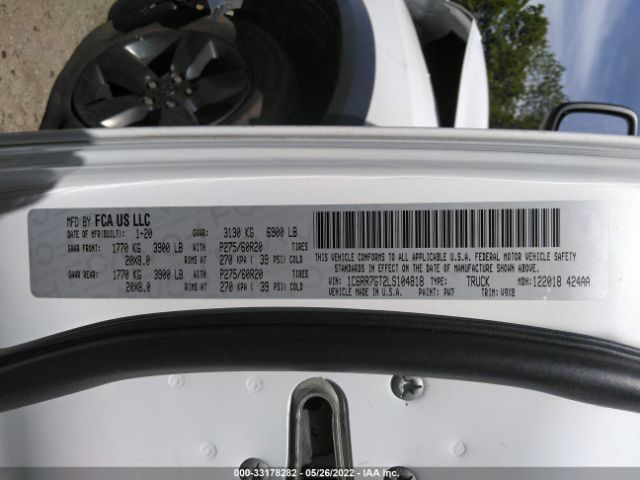 MFD BY FCA US LLC
DATE OF MFR(BUILT): 1-20 GVWR: 3130 KG 6900 LB
GAWR FRONT: 1770 KG 3900 LB WITH P275/60R20 TIRES
20X8.0 RIMS AT 270 KPA ( 39 PSI) COLD
GAWR REAR: 1770 KG 3900 LB WITH P275/60R20 TIRES
20X8.0 RIMS AT 270 KPA ( 39 PSI) COLD
THIS VEHICLE CONFORMS TO ALL APPLICABLE U.S.A. FEDERAL MOTOR VEHICLE SAFETY
STANDARDS IN EFFECT ON THE DATE OF MANUFACTURE SHOWN ABOVE.
VIN: 1C6RR7GT2LS104818 TYPE: TRUCK MDH: 122018 424AA
VEHICLE MADE IN U.S.A. PAINT: PW7 TRIM: V9X8
000-33178282 - 05/26/2022 - IAA Inc.